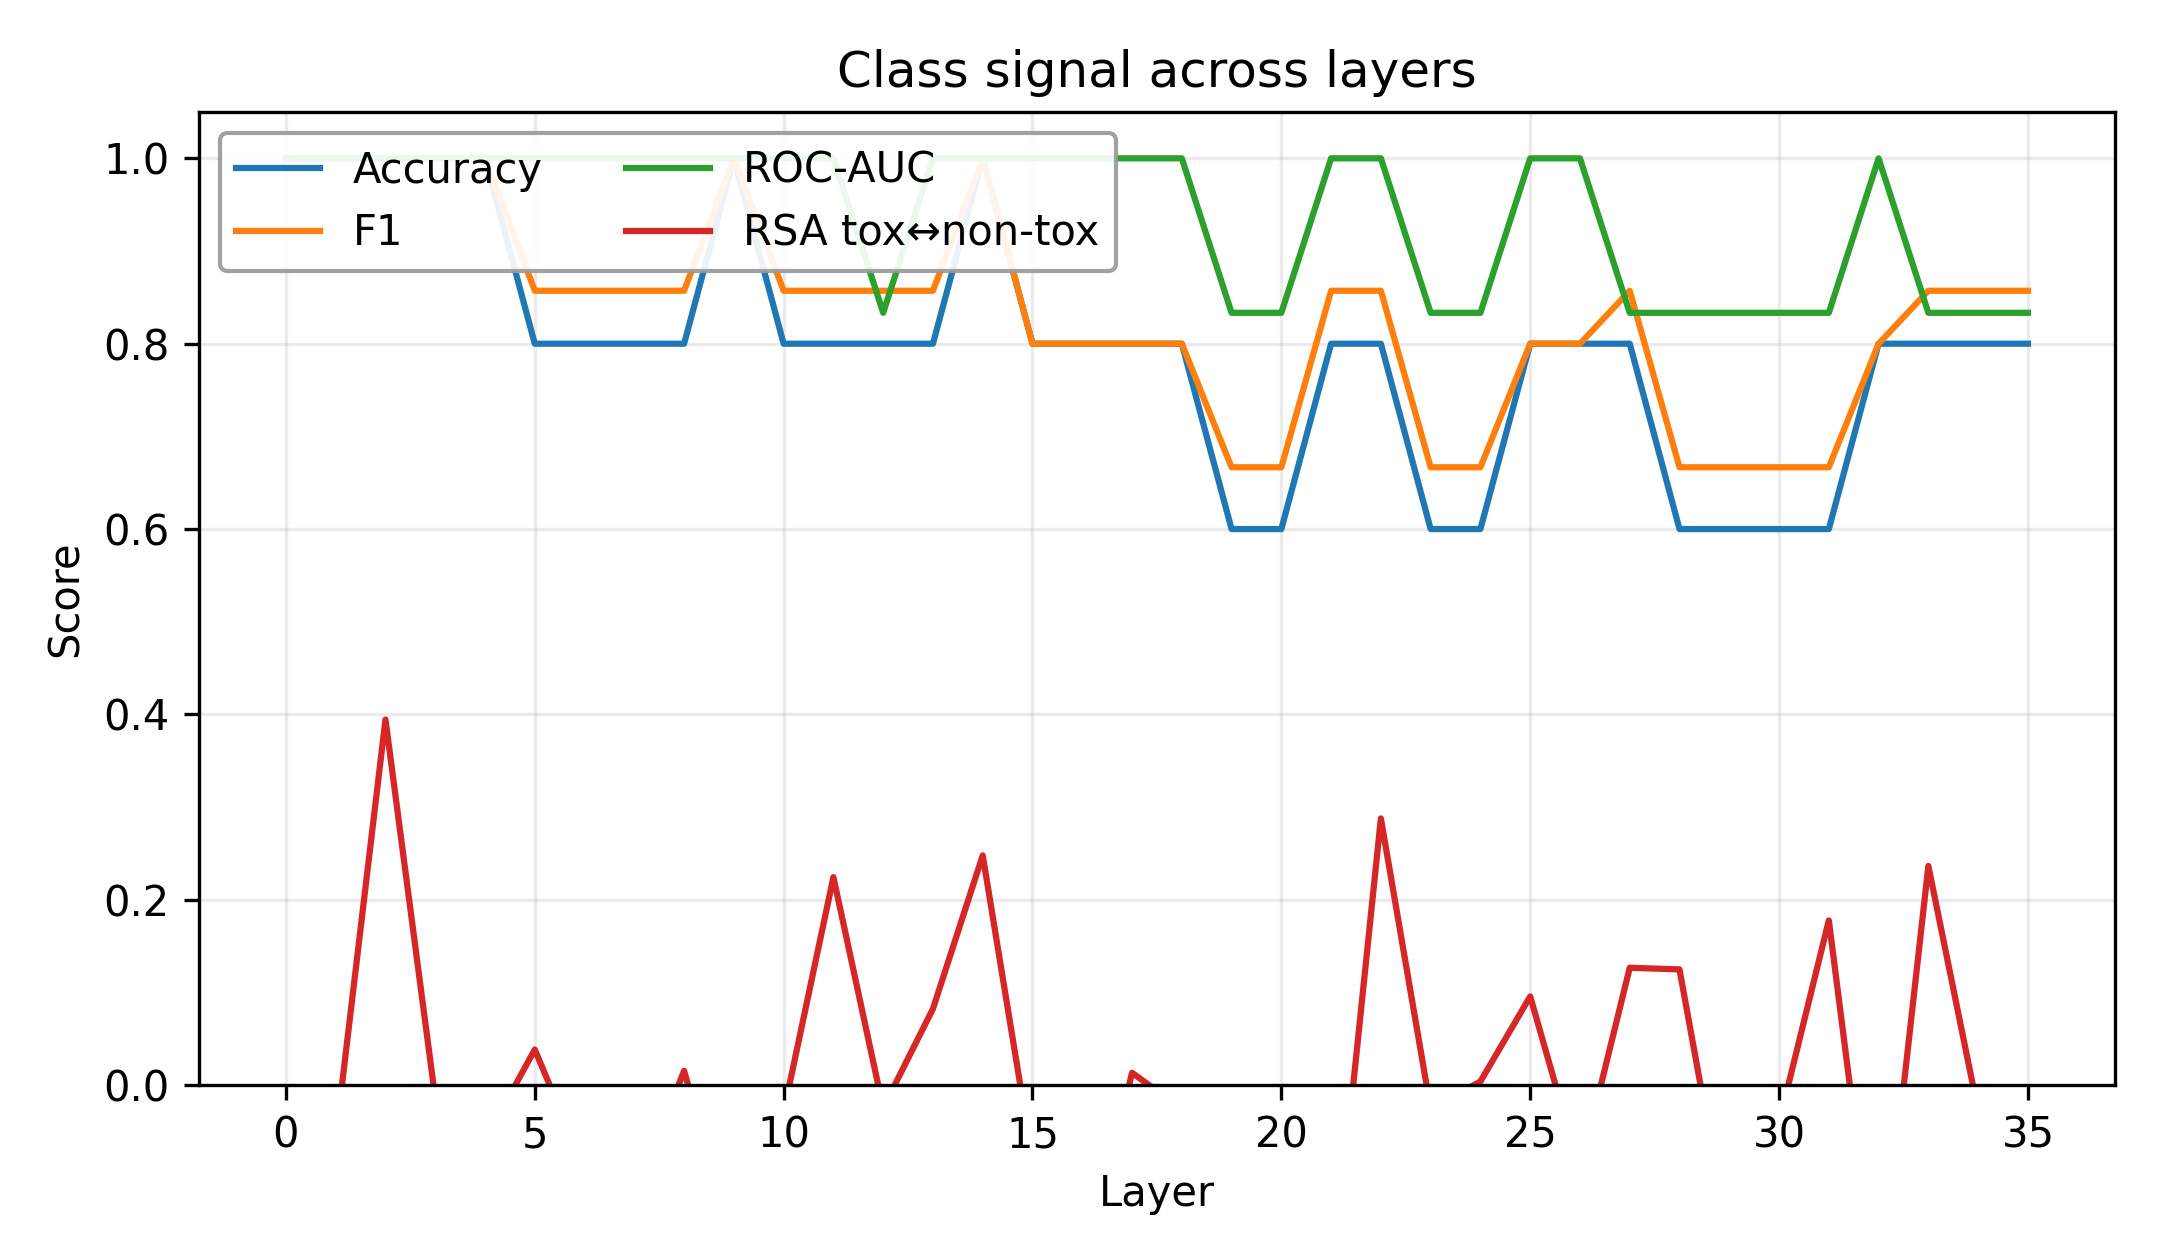 Class signal across layers
Accuracy
F1
ROC-AUC
RSA tox↔non-tox
Score
1.0
0.8
0.6
0.4
0.2
0.0
0 5 10 15 20 25 30 35
Layer